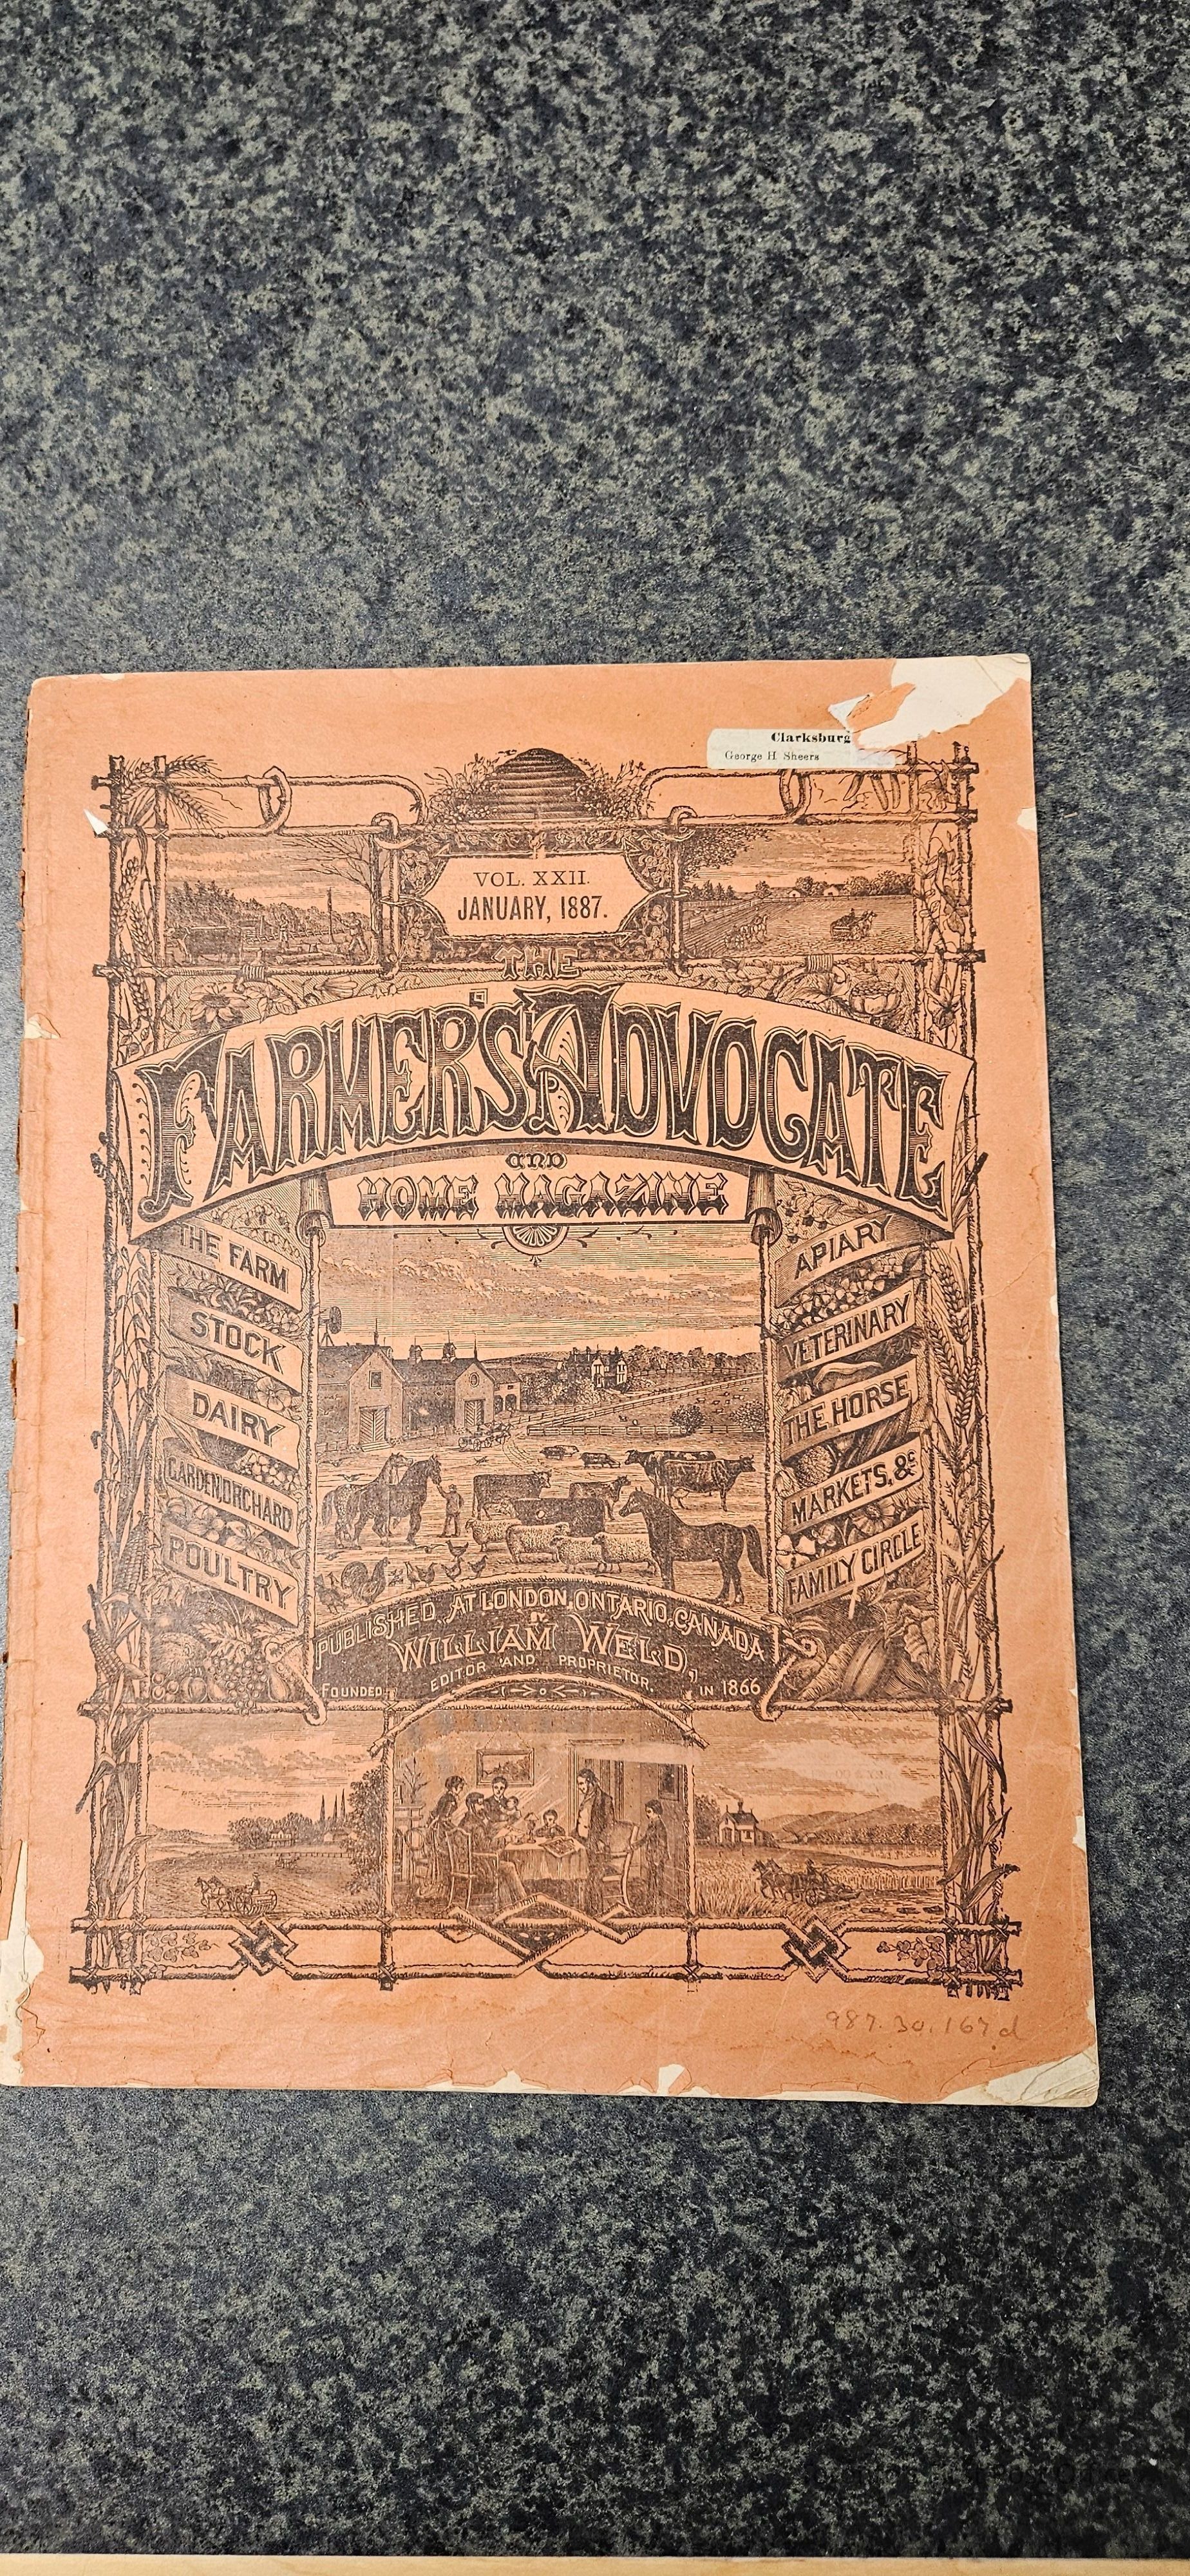 Clarksburg
George H Sheers
VOL. XXII.
JANUARY, 1887.
THE
FARMER'S ADVOCATE
AND
HOME MAGAZINE
THE FARM
STOCK
DAIRY
GARDEN, ORCHARD
POULTRY
APIARY
VETERINARY
THE HORSE
MARKETS, &c
FAMILY CIRCLE
PUBLISHED AT LONDON, ONTARIO, CANADA
BY
WILLIAM WELD,
EDITOR AND PROPRIETOR.
FOUNDED IN 1866
987.30.167d